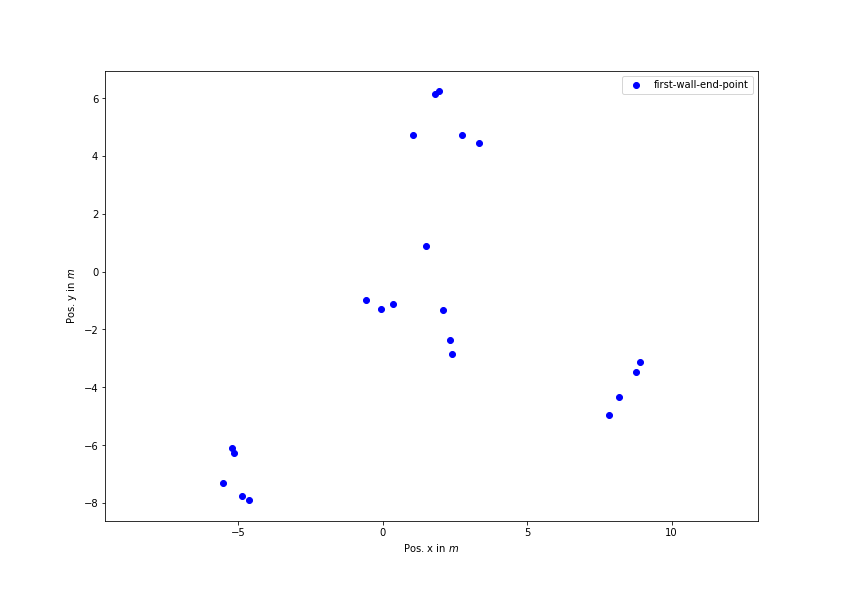 first-wall-end-point
6
4
2
0
−2
−4
−6
−8
Pos. y in m
−5 0 5 10
Pos. x in m